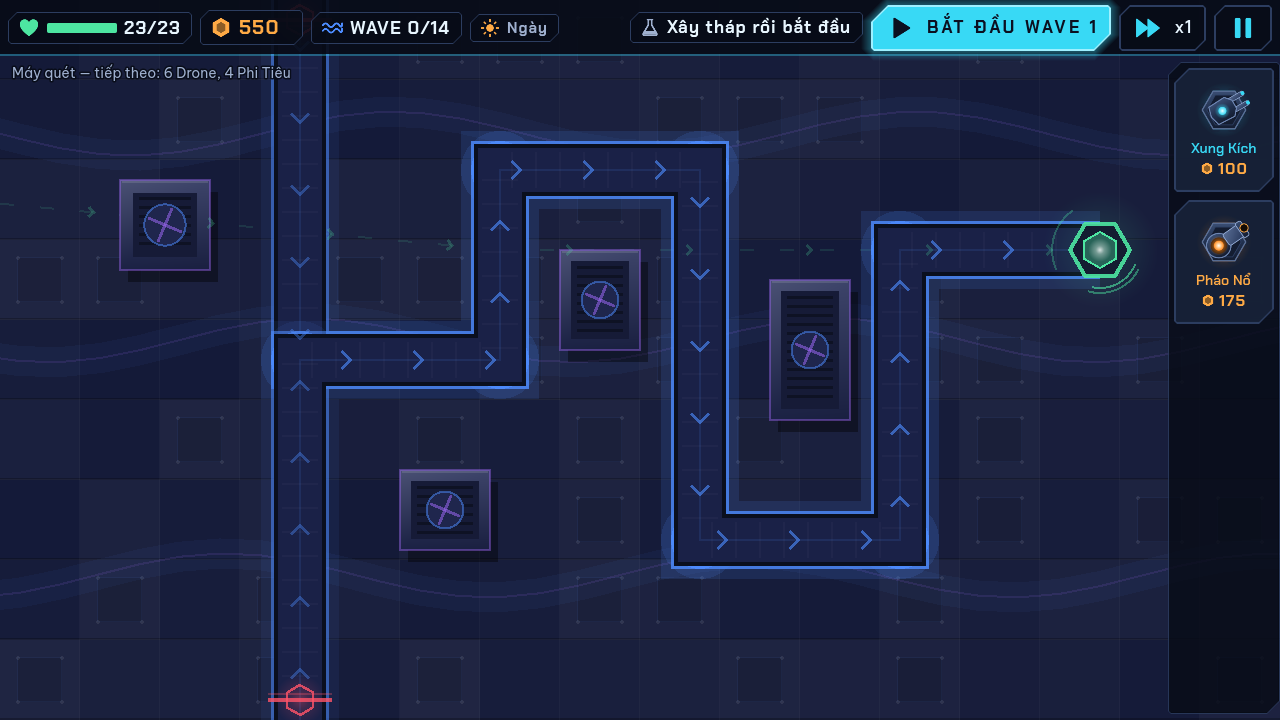 23/23
550
WAVE 0/14
Ngày
Xây tháp rồi bắt đầu
BẮT ĐẦU WAVE 1
x1
Máy quét — tiếp theo: 6 Drone, 4 Phi Tiêu
Xung Kích
100
Pháo Nổ
175